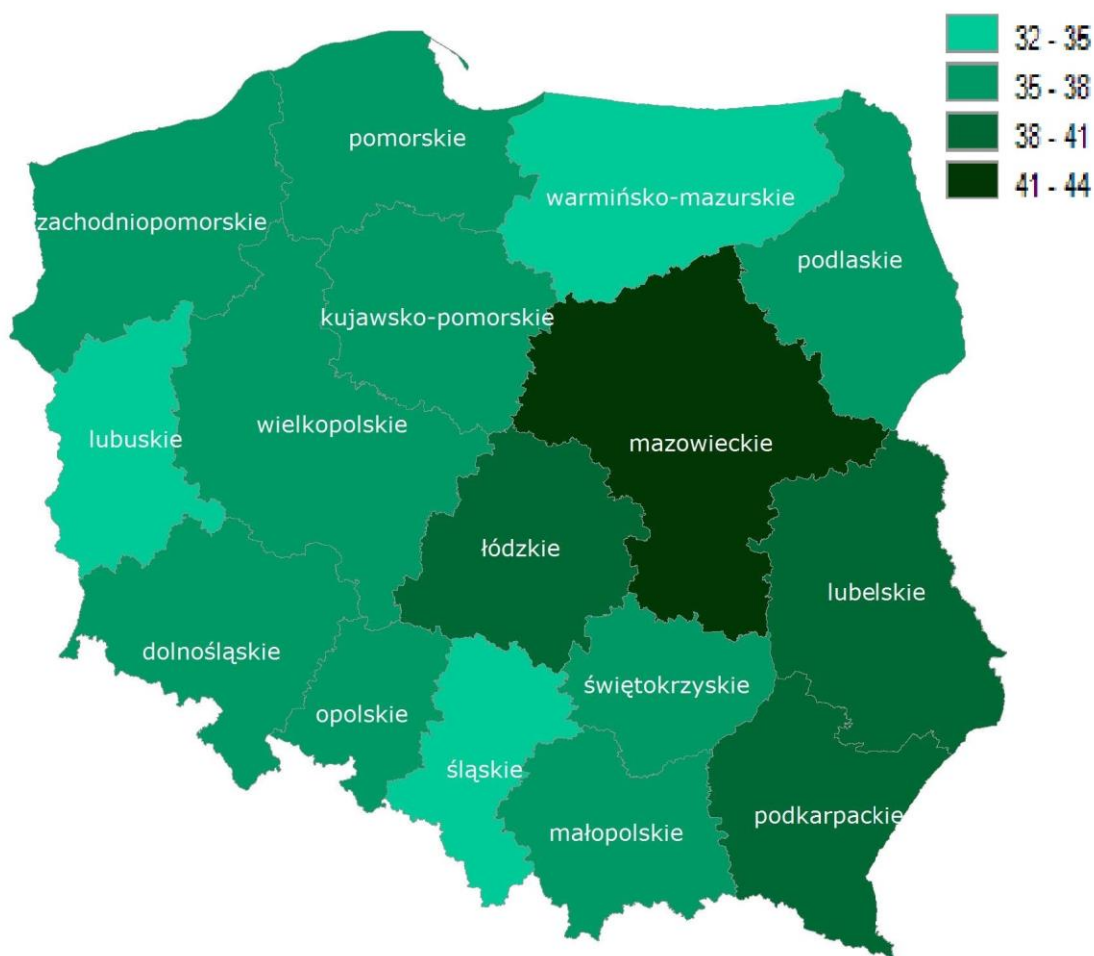 32 - 35
35 - 38
38 - 41
41 - 44
pomorskie
warmińsko-mazurskie
zachodniopomorskie
podlaskie
kujawsko-pomorskie
wielkopolskie
lubuskie
mazowieckie
łódzkie
lubelskie
dolnośląskie
świętokrzyskie
opolskie
śląskie
podkarpackie
małopolskie